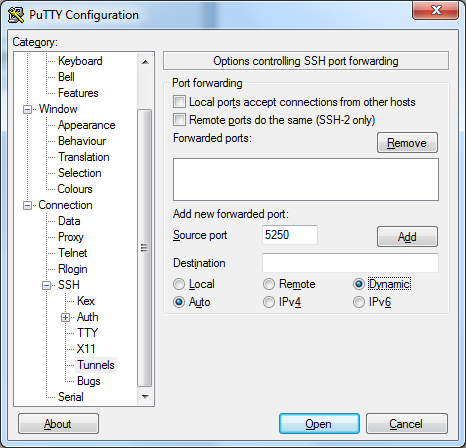 PuTTY Configuration
Category:
Keyboard
Bell
Features
Window
Appearance
Behaviour
Translation
Selection
Colours
Connection
Data
Proxy
Telnet
Rlogin
SSH
Kex
Auth
TTY
X11
Tunnels
Bugs
Serial
Options controlling SSH port forwarding
Port forwarding
Local ports accept connections from other hosts
Remote ports do the same (SSH-2 only)
Forwarded ports:
Remove
Add new forwarded port:
Source port 5250 Add
Destination
Local Remote Dynamic
Auto IPv4 IPv6
About Open Cancel